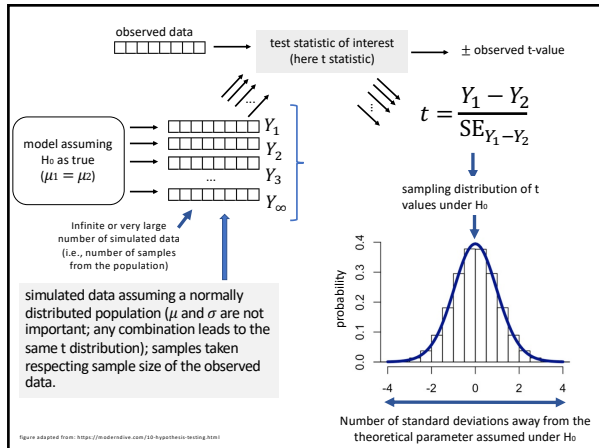 observed data
test statistic of interest
(here t statistic)
± observed t-value
...
...
model assuming
H₀ as true
(μ₁ = μ₂)
Y₁
Y₂
Y₃
...
Y∞
t = Y₁ − Y₂ / SE Y₁−Y₂
Infinite or very large
number of simulated data
(i.e., number of samples
from the population)
sampling distribution of t
values under H₀
simulated data assuming a normally
distributed population (μ and σ are not
important; any combination leads to the
same t distribution); samples taken
respecting sample size of the observed
data.
probability
0.4
0.3
0.2
0.1
0.0
-4 -2 0 2 4
Number of standard deviations away from the
theoretical parameter assumed under H₀
figure adapted from: https://moderndive.com/10-hypothesis-testing.html